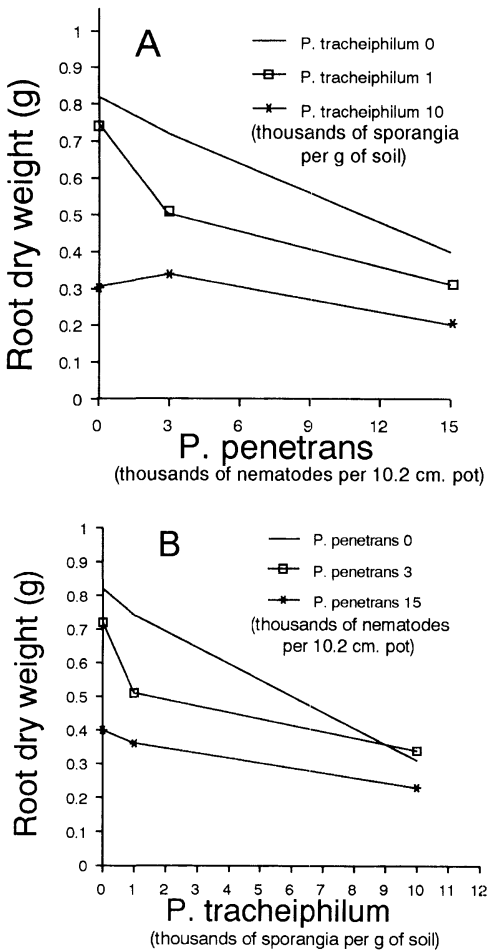 A
P. tracheiphilum 0
P. tracheiphilum 1
P. tracheiphilum 10
(thousands of sporangia
per g of soil)
Root dry weight (g)
1
0.9
0.8
0.7
0.6
0.5
0.4
0.3
0.2
0.1
0
0 3 6 9 12 15
P. penetrans
(thousands of nematodes per 10.2 cm. pot)
B
P. penetrans 0
P. penetrans 3
P. penetrans 15
(thousands of nematodes
per 10.2 cm. pot)
Root dry weight (g)
1
0.9
0.8
0.7
0.6
0.5
0.4
0.3
0.2
0.1
0
0 1 2 3 4 5 6 7 8 9 10 11 12
P. tracheiphilum
(thousands of sporangia per g of soil)